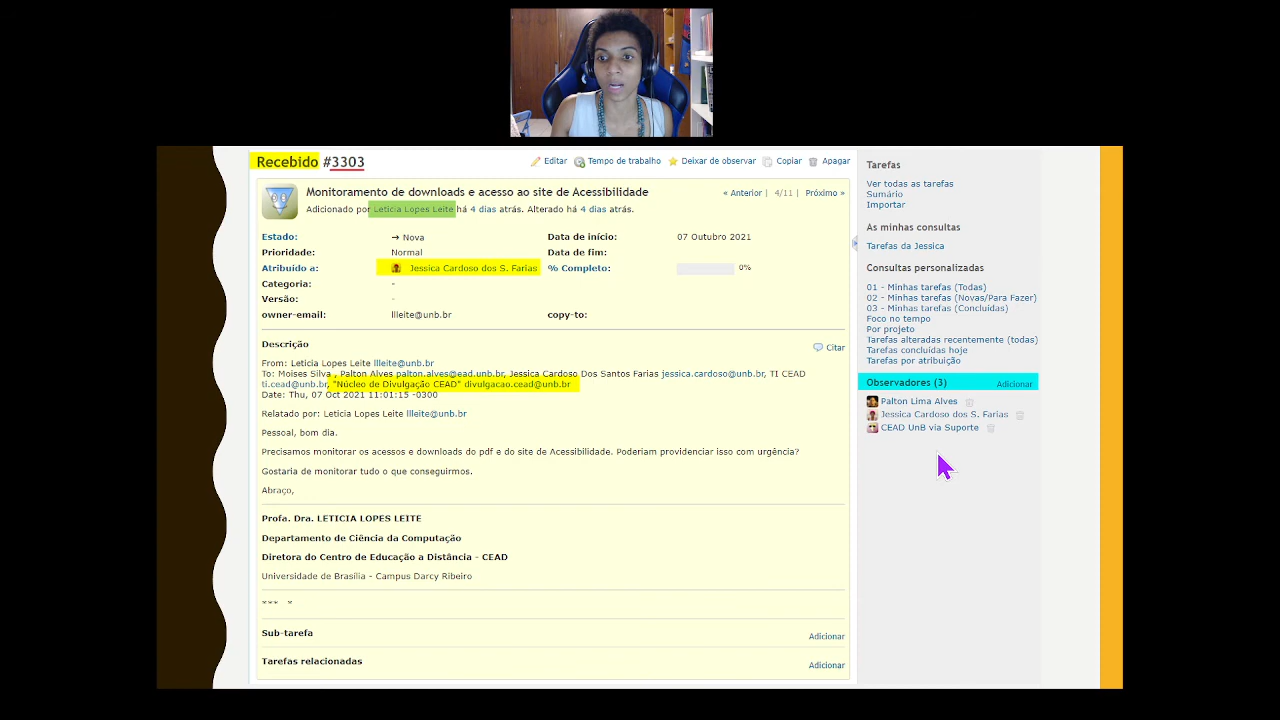 Recebido #3303
Editar Tempo de trabalho Deixar de observar Copiar Apagar
Monitoramento de downloads e acesso ao site de Acessibilidade
« Anterior | 4/11 | Próximo »
Adicionado por Leticia Lopes Leite há 4 dias atrás. Alterado há 4 dias atrás.
Estado: → Nova Data de início: 07 Outubro 2021
Prioridade: Normal Data de fim:
Atribuído a: Jessica Cardoso dos S. Farias % Completo: 0%
Categoria: -
Versão: -
owner-email: llleite@unb.br copy-to:
Descrição
Citar
From: Leticia Lopes Leite llleite@unb.br
To: Moises Silva , Palton Alves palton.alves@ead.unb.br, Jessica Cardoso Dos Santos Farias jessica.cardoso@unb.br, TI CEAD
ti.cead@unb.br, "Núcleo de Divulgação CEAD" divulgacao.cead@unb.br
Date: Thu, 07 Oct 2021 11:01:15 -0300
Relatado por: Leticia Lopes Leite llleite@unb.br
Pessoal, bom dia.
Precisamos monitorar os acessos e downloads do pdf e do site de Acessibilidade. Poderiam providenciar isso com urgência?
Gostaria de monitorar tudo o que conseguirmos.
Abraço,
Profa. Dra. LETICIA LOPES LEITE
Departamento de Ciência da Computação
Diretora do Centro de Educação a Distância - CEAD
Universidade de Brasília - Campus Darcy Ribeiro
*** *
Sub-tarefa Adicionar
Tarefas relacionadas Adicionar
Tarefas
Ver todas as tarefas
Sumário
Importar
As minhas consultas
Tarefas da Jessica
Consultas personalizadas
01 - Minhas tarefas (Todas)
02 - Minhas tarefas (Novas/Para Fazer)
03 - Minhas tarefas (Concluídas)
Foco no tempo
Por projeto
Tarefas alteradas recentemente (todas)
Tarefas concluídas hoje
Tarefas por atribuição
Observadores (3) Adicionar
Palton Lima Alves
Jessica Cardoso dos S. Farias
CEAD UnB via Suporte